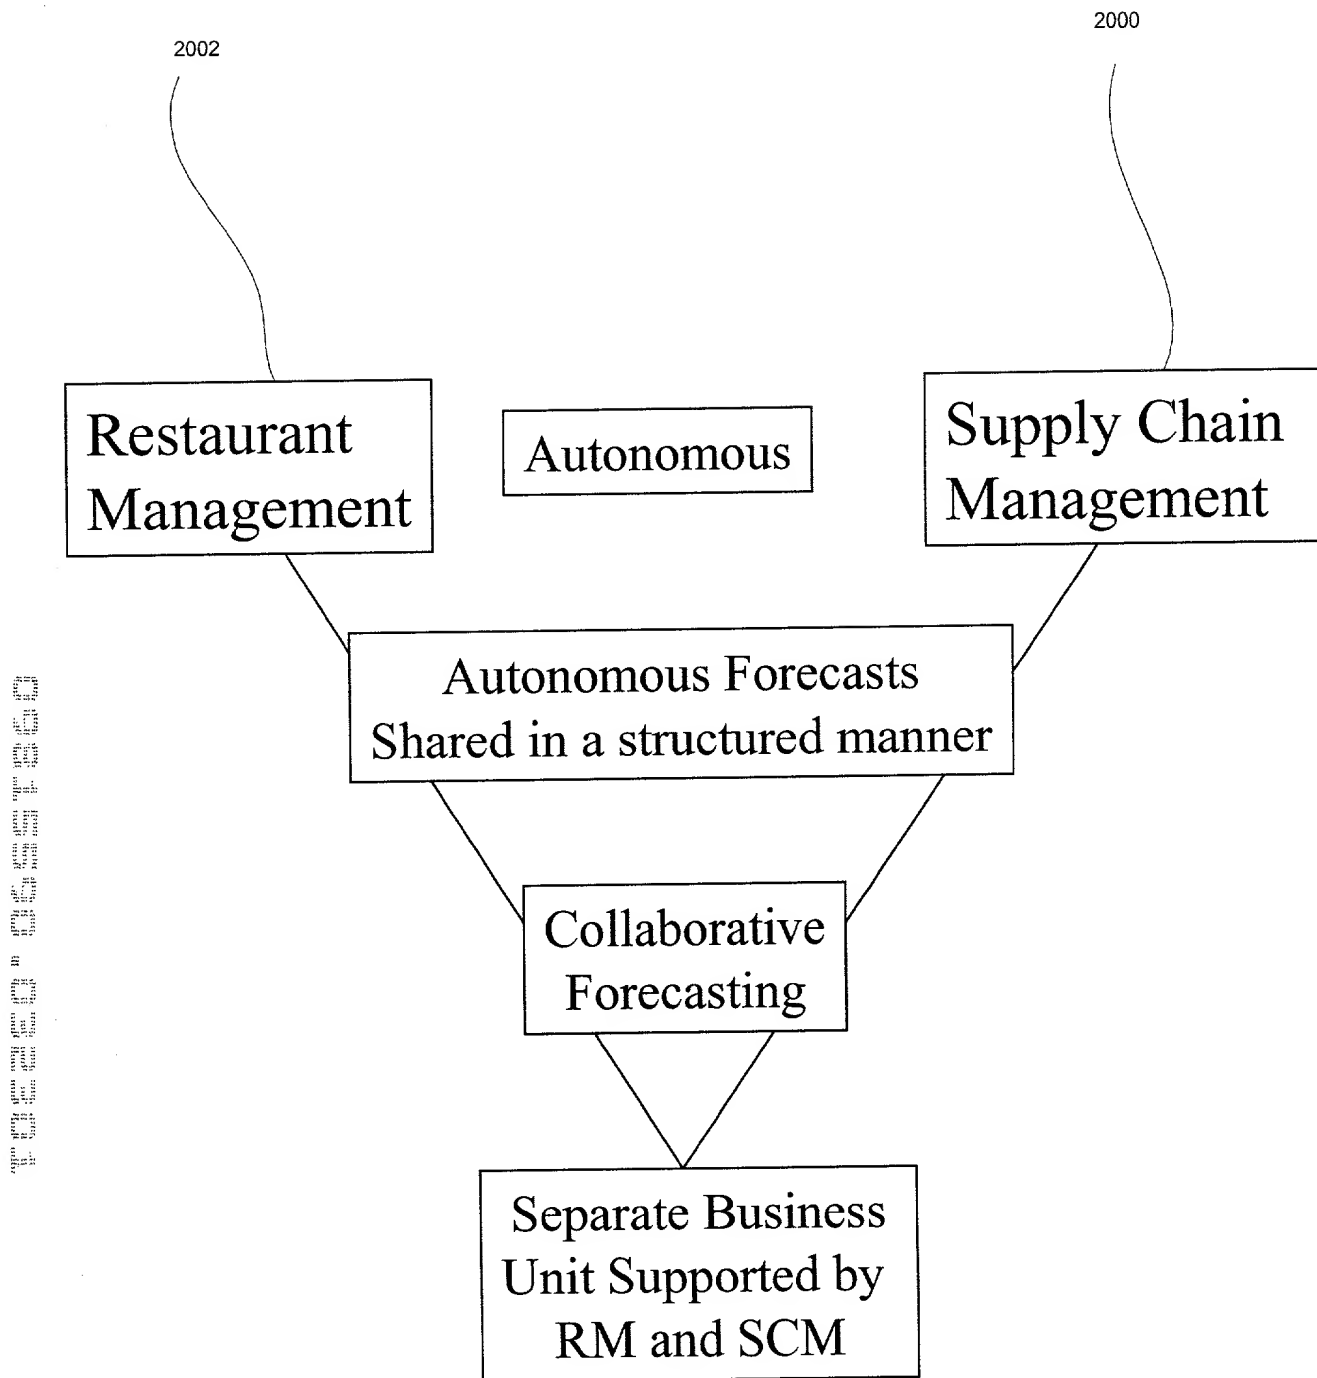 2002
2000
Restaurant
Management
Autonomous
Supply Chain
Management
Autonomous Forecasts
Shared in a structured manner
Collaborative
Forecasting
Separate Business
Unit Supported by
RM and SCM